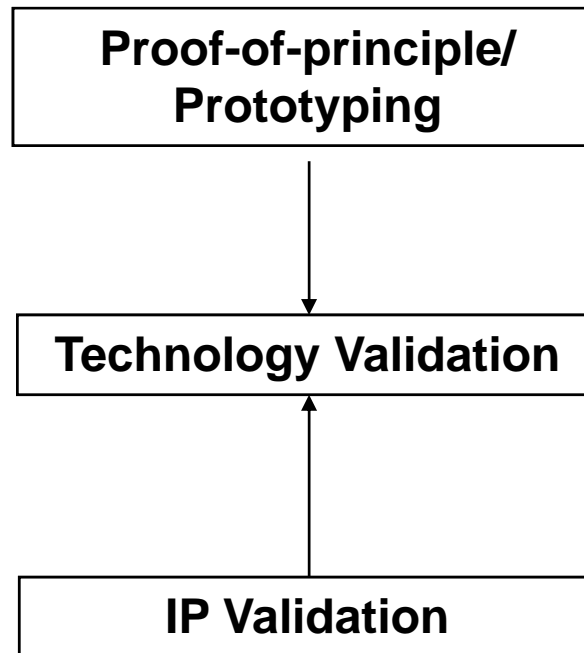 Proof-of-principle/
Prototyping
Technology Validation
IP Validation